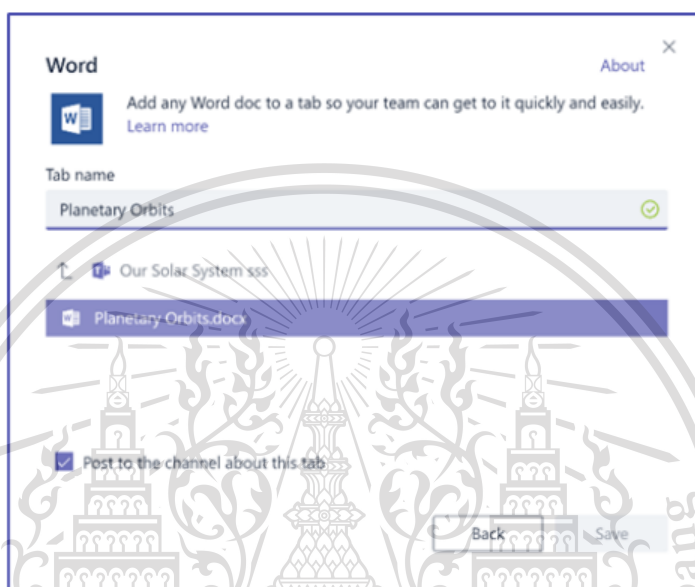 Word
About
Add any Word doc to a tab so your team can get to it quickly and easily.
Learn more
Tab name
Planetary Orbits
Our Solar System sss
Planetary Orbits.docx
Post to the channel about this tab
Back
Save